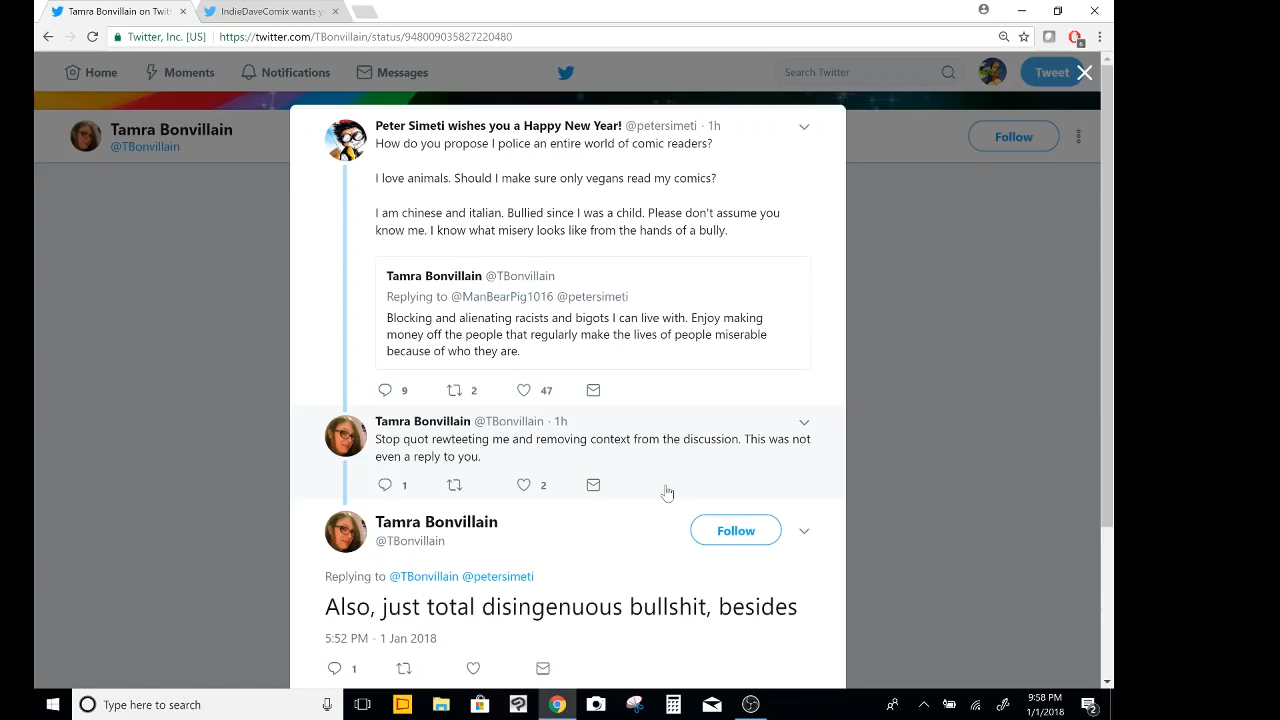 Tamra Bonvillain on Twit
IndieDaveComix wants y
Twitter, Inc. [US]
https://twitter.com/TBonvillain/status/948009035827220480
6
Home
Moments
Notifications
Messages
Search Twitter
Tweet
Tamra Bonvillain
@TBonvillain
Follow
Peter Simeti wishes you a Happy New Year! @petersimeti · 1h
How do you propose I police an entire world of comic readers?
I love animals. Should I make sure only vegans read my comics?
I am chinese and italian. Bullied since I was a child. Please don't assume you
know me. I know what misery looks like from the hands of a bully.
Tamra Bonvillain @TBonvillain
Replying to @ManBearPig1016 @petersimeti
Blocking and alienating racists and bigots I can live with. Enjoy making
money off the people that regularly make the lives of people miserable
because of who they are.
9 2 47
Tamra Bonvillain @TBonvillain · 1h
Stop quot rewteeting me and removing context from the discussion. This was not
even a reply to you.
1 2
Tamra Bonvillain
@TBonvillain
Follow
Replying to @TBonvillain @petersimeti
Also, just total disingenuous bullshit, besides
5:52 PM - 1 Jan 2018
1
Type here to search
9:58 PM
1/1/2018
2